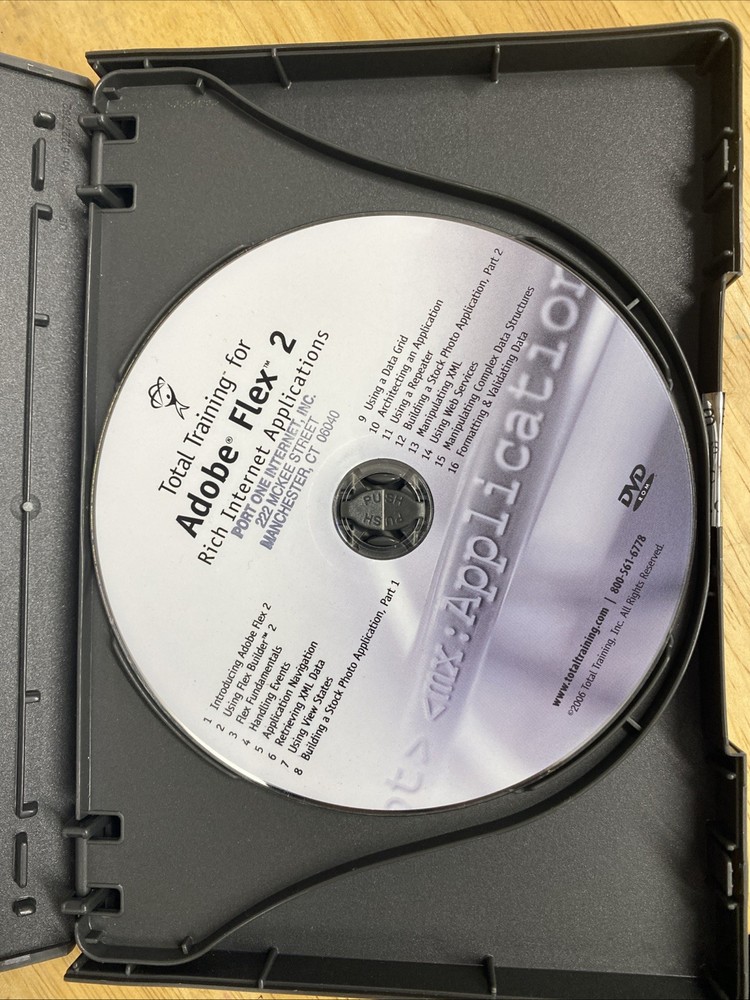 Total Training™ for
Adobe® Flex™ 2
Rich Internet Applications
PORT ONE INTERNET, INC.
222 MCKEE STREET
MANCHESTER, CT 06040
1 Introducing Adobe Flex 2
2 Using Flex Builder™ 2
3 Flex Fundamentals
4 Handling Events
5 Application Navigation
6 Retrieving XML Data
7 Using View States
8 Building a Stock Photo Application, Part 1
9 Using a Data Grid
10 Architecting an Application
11 Using a Repeater
12 Building a Stock Photo Application, Part 2
13 Manipulating XML
14 Using Web Services
15 Manipulating Complex Data Structures
16 Formatting & Validating Data
PUSH
PUSH
<mx:Application
DVD
ROM
www.totaltraining.com | 800-561-6778
©2006 Total Training, Inc. All Rights Reserved.